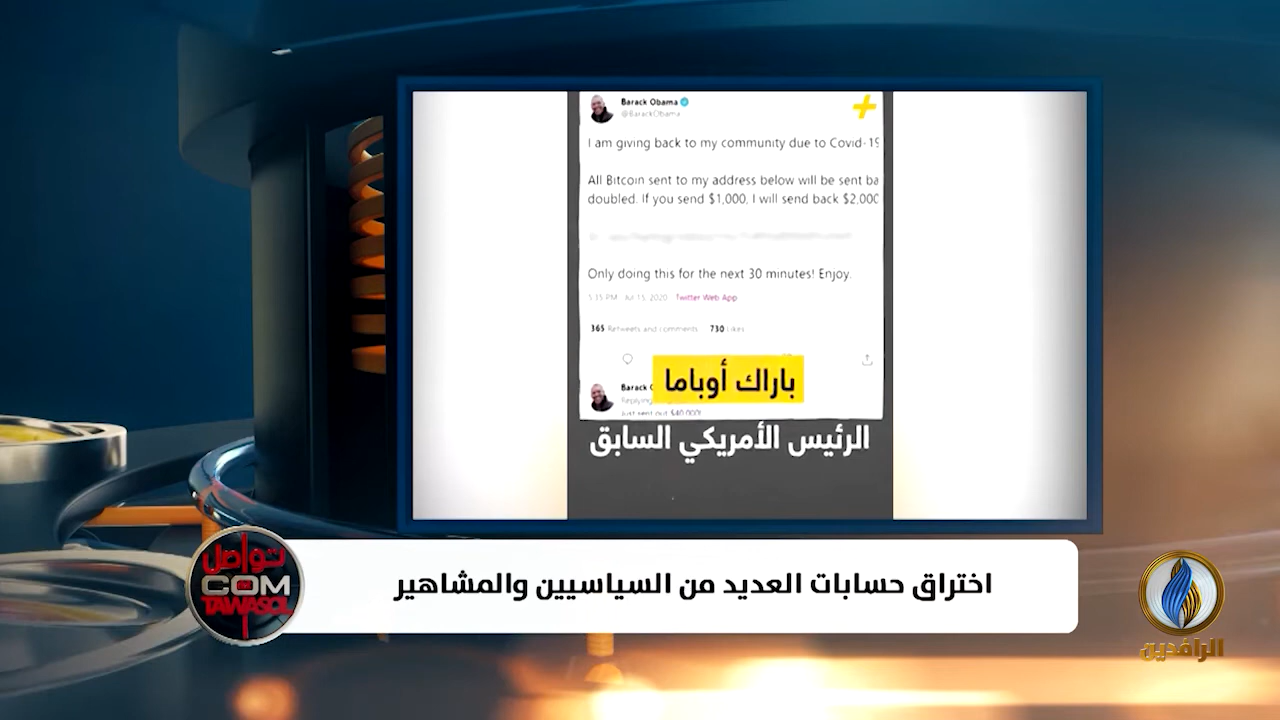 Barack Obama
@BarackObama
I am giving back to my community due to Covid-19
All Bitcoin sent to my address below will be sent ba
doubled. If you send $1,000, I will send back $2,000
Only doing this for the next 30 minutes! Enjoy.
5:35 PM Jul 15, 2020 Twitter Web App
365 Retweets and comments 730 Likes
باراك أوباما
Barack
Replying
Just sent out $40,000!
الرئيس الأمريكي السابق
تواصل
COM
TAWASOL
اختراق حسابات العديد من السياسيين والمشاهير
الرافدين